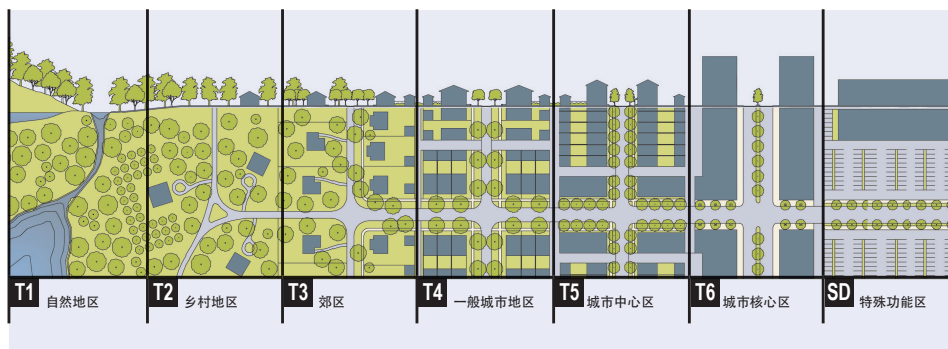 T1 自然地区
T2 乡村地区
T3 郊区
T4 一般城市地区
T5 城市中心区
T6 城市核心区
SD 特殊功能区